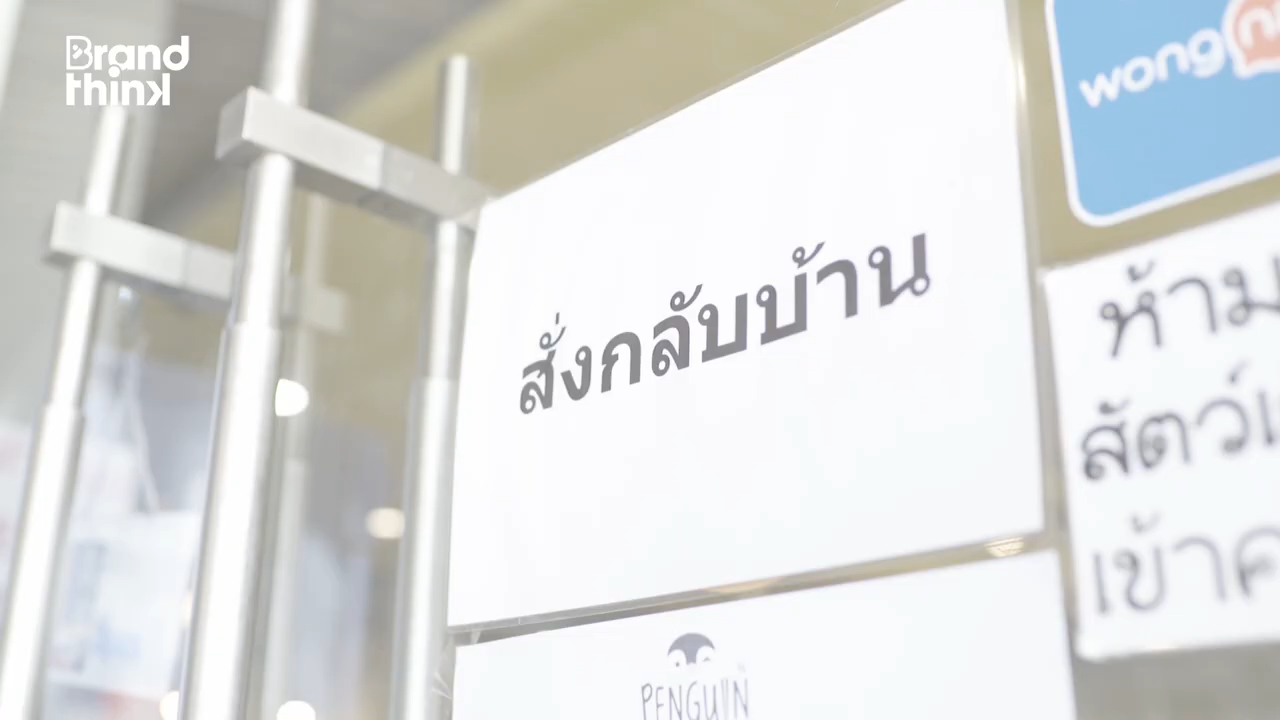 Brand
think
สั่งกลับบ้าน
wong
ห้าม
สัตว์
เข้า
PENGUIN